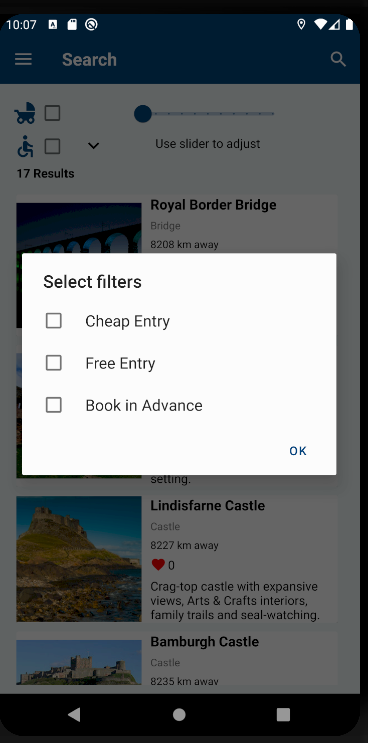 10:07
Search
Use slider to adjust
17 Results
Royal Border Bridge
Bridge
8208 km away
Select filters
Cheap Entry
Free Entry
Book in Advance
OK
setting.
Lindisfarne Castle
Castle
8227 km away
0
Crag-top castle with expansive
views, Arts & Crafts interiors,
family trails and seal-watching.
Bamburgh Castle
Castle
8235 km away